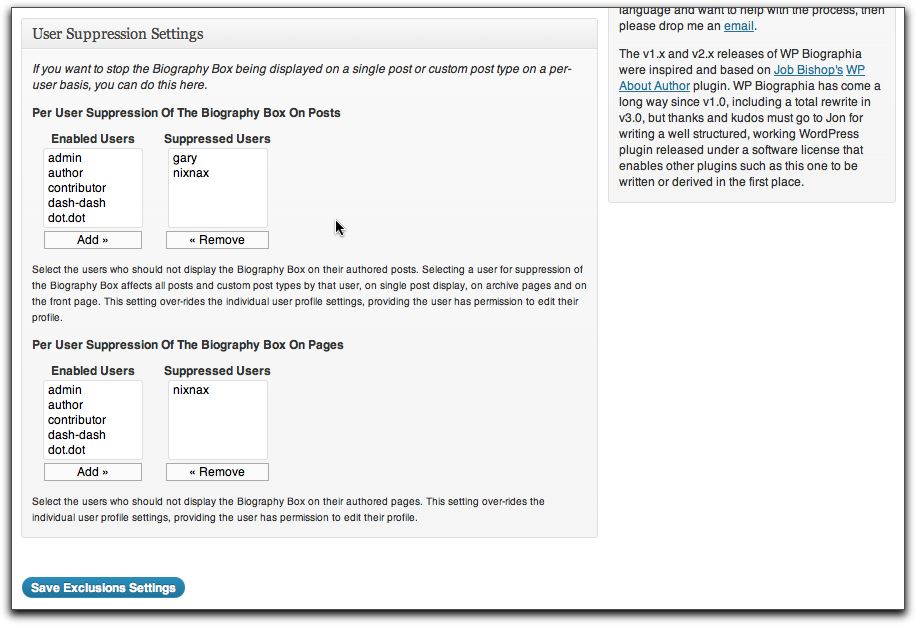 User Suppression Settings
If you want to stop the Biography Box being displayed on a single post or custom post type on a per-
user basis, you can do this here.
Per User Suppression Of The Biography Box On Posts
Enabled Users
admin
author
contributor
dash-dash
dot.dot
Add »
Suppressed Users
gary
nixnax
« Remove
Select the users who should not display the Biography Box on their authored posts. Selecting a user for suppression of
the Biography Box affects all posts and custom post types by that user, on single post display, on archive pages and on
the front page. This setting over-rides the individual user profile settings, providing the user has permission to edit their
profile.
Per User Suppression Of The Biography Box On Pages
Enabled Users
admin
author
contributor
dash-dash
dot.dot
Add »
Suppressed Users
nixnax
« Remove
Select the users who should not display the Biography Box on their authored pages. This setting over-rides the
individual user profile settings, providing the user has permission to edit their profile.
Save Exclusions Settings
language and want to help with the process, then
please drop me an email.
The v1.x and v2.x releases of WP Biographia
were inspired and based on Job Bishop's WP
About Author plugin. WP Biographia has come a
long way since v1.0, including a total rewrite in
v3.0, but thanks and kudos must go to Jon for
writing a well structured, working WordPress
plugin released under a software license that
enables other plugins such as this one to be
written or derived in the first place.